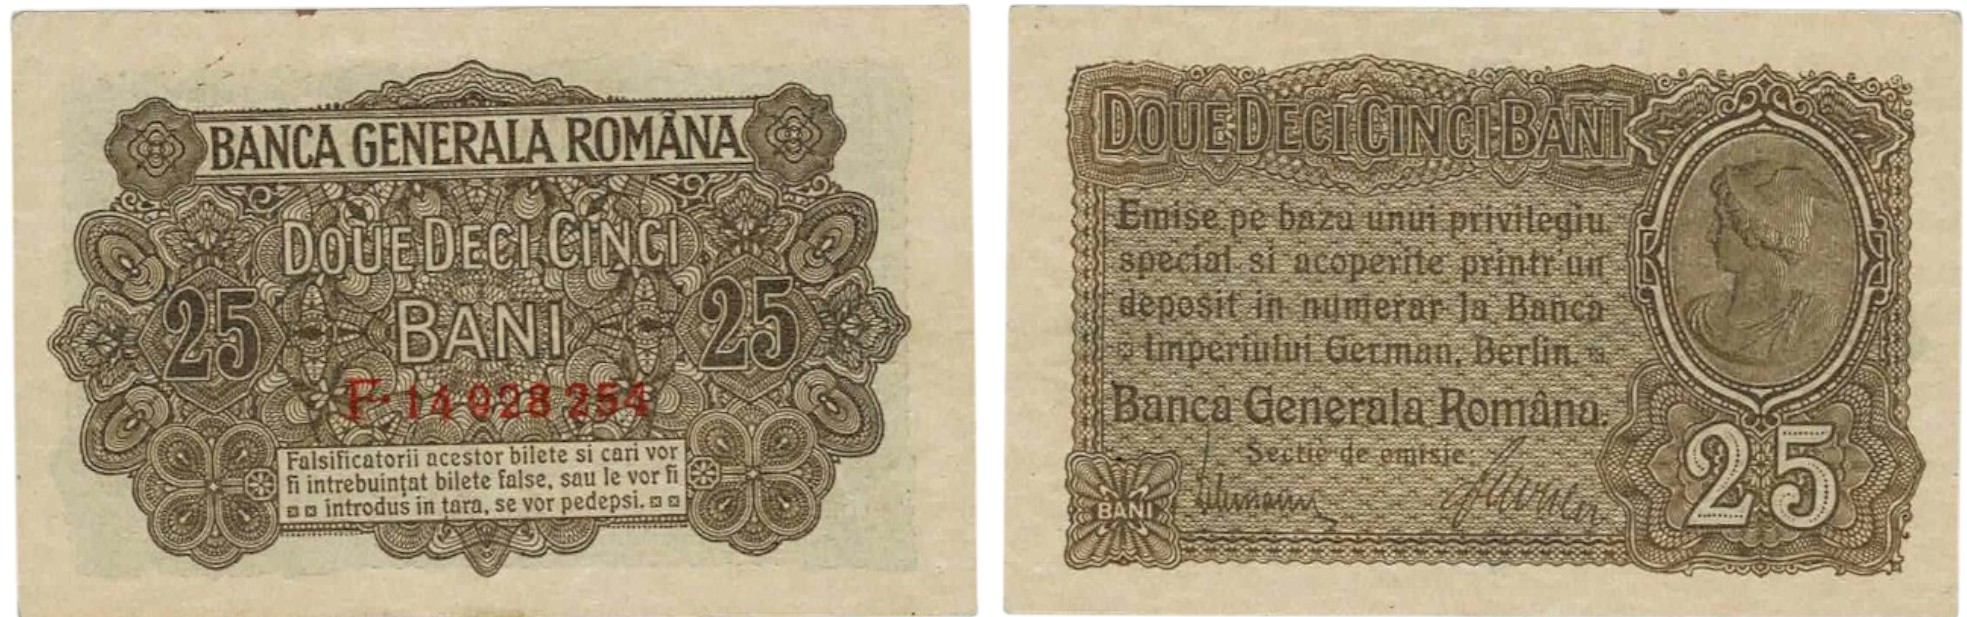 BANCA GENERALA ROMÂNA
DOUE DECI CINCI
25 BANI 25
F· 14 028 254
Falsificatorii acestor bilete si cari vor
fi intrebuințat bilete false, sau le vor fi
introdus in țara, se vor pedepsi.
DOUE DECI CINCI BANI
Emise pe baza unui privilegiu
special si acoperite printr'un
deposit in numerar la Banca
Imperiului German, Berlin.
Banca Generala Româna.
Sectie de emisie.
BANI
25